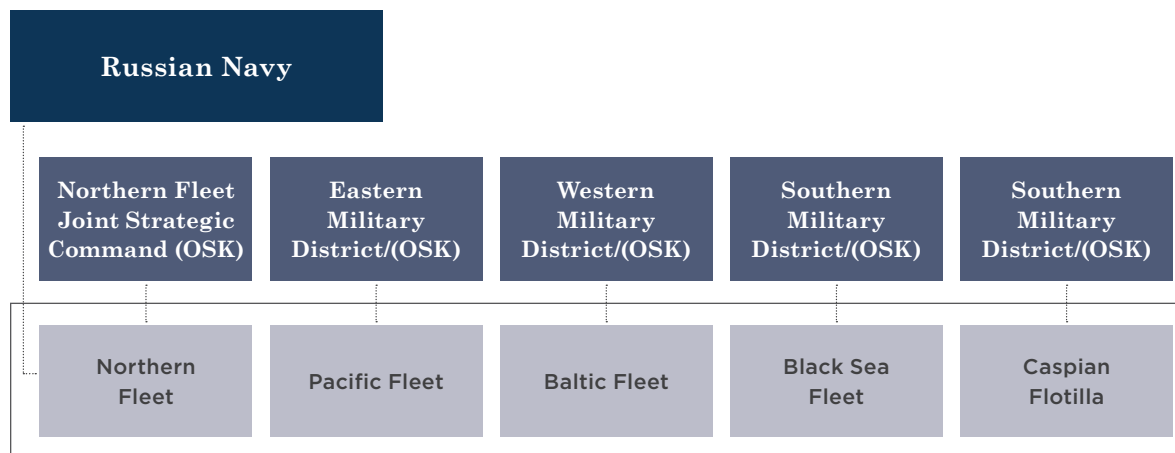 Russian Navy
Northern Fleet
Joint Strategic
Command (OSK)
Eastern
Military
District/(OSK)
Western
Military
District/(OSK)
Southern
Military
District/(OSK)
Southern
Military
District/(OSK)
Northern
Fleet
Pacific Fleet
Baltic Fleet
Black Sea
Fleet
Caspian
Flotilla